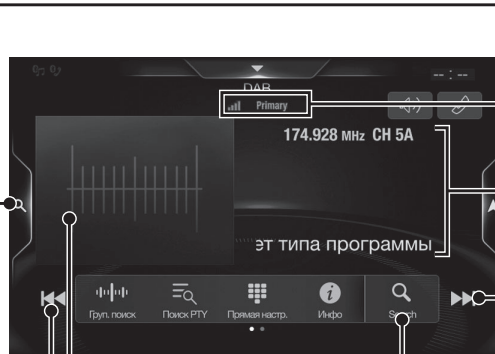 -- : --
DAB
Primary
174.928 MHz CH 5A
эт типа программы
Груп. поиск Поиск PTY Прямая настр. Инфо Search